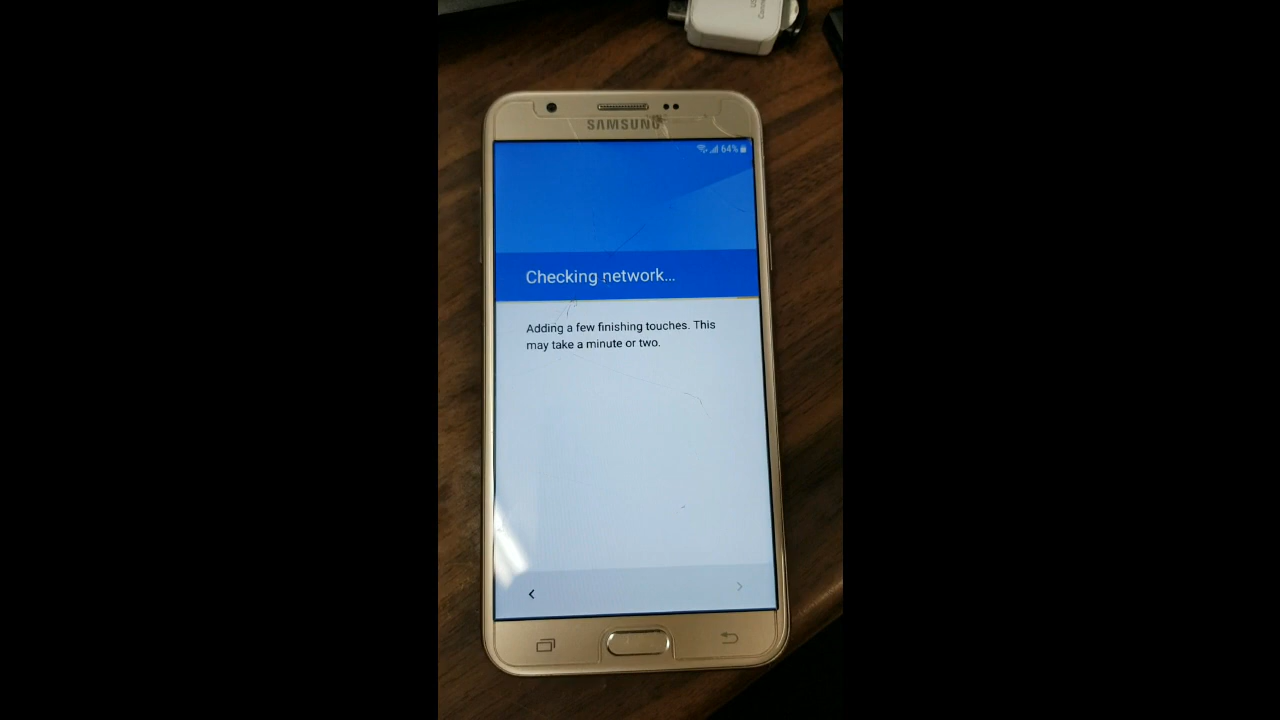 SAMSUNG
64%
Checking network...
Adding a few finishing touches. This
may take a minute or two.